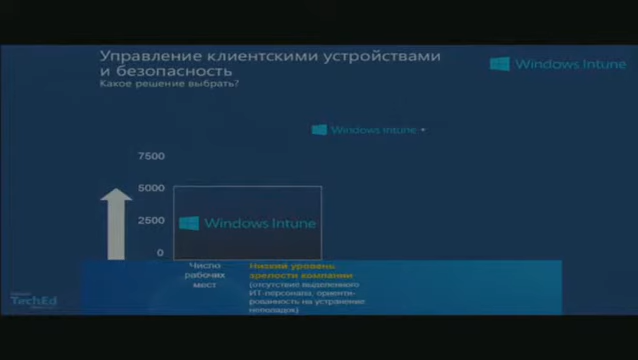 Управление клиентскими устройствами
и безопасность
Какое решение выбрать?
Windows Intune
Windows Intune
7500
5000
2500
0
Windows Intune
Число
рабочих
мест
Низкий уровень
зрелости компании
(отсутствие выделенного
ИТ-персонала, ориенти-
рованность на устранение
неполадок)
TechEd